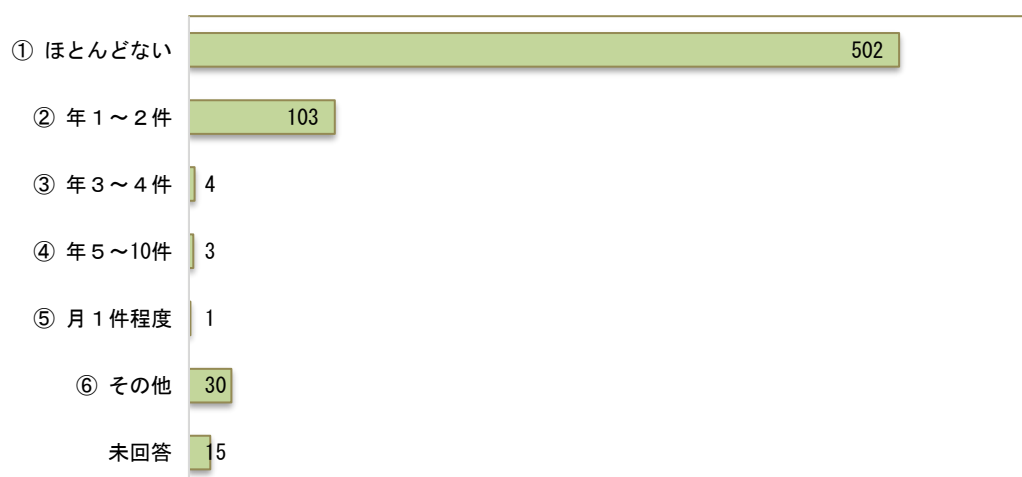 ① ほとんどない 502
② 年１～２件 103
③ 年３～４件 4
④ 年５～10件 3
⑤ 月１件程度 1
⑥ その他 30
未回答 15